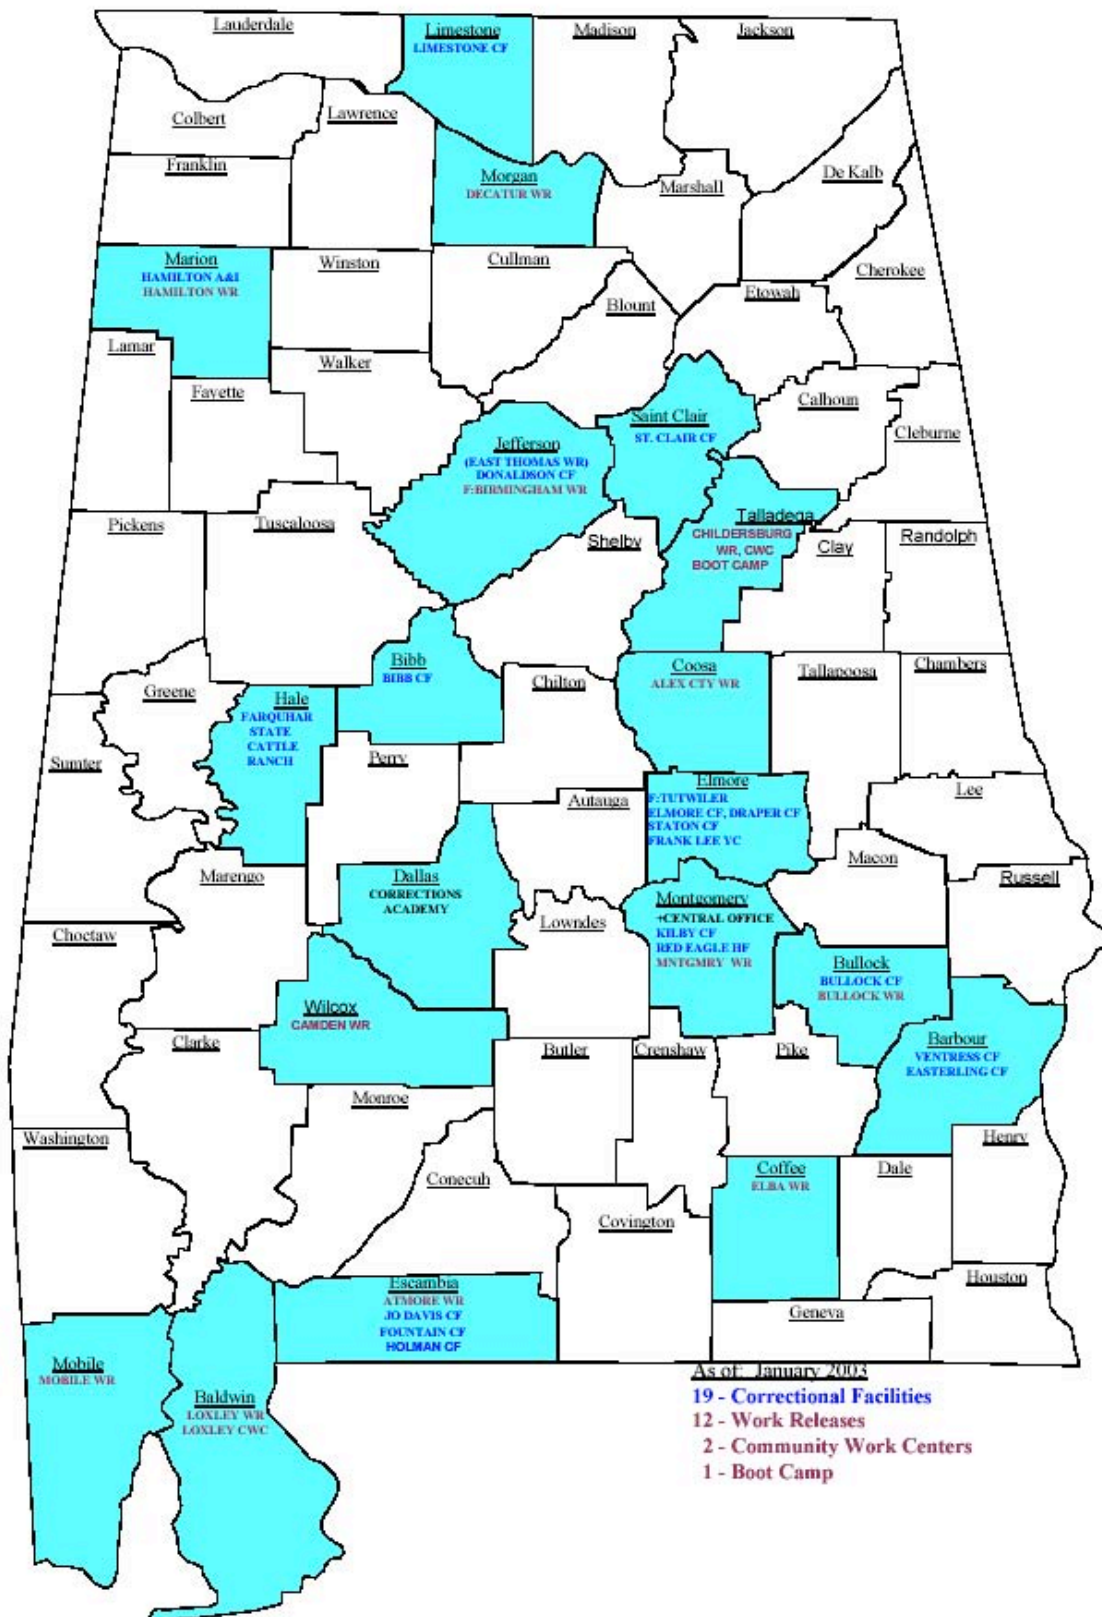 Lauderdale
Limestone
LIMESTONE CF
Madison
Jackson
Colbert
Lawrence
Franklin
Morgan
DECATUR WR
Marshall
De Kalb
Marion
HAMILTON A&I
HAMILTON WR
Winston
Cullman
Blount
Etowah
Cherokee
Lamar
Fayette
Walker
Jefferson
(EAST THOMAS WR)
DONALDSON CF
F:BIRMINGHAM WR
Saint Clair
ST. CLAIR CF
Calhoun
Cleburne
Pickens
Tuscaloosa
Shelby
Talladega
CHILDERSBURG
WR, CWC
BOOT CAMP
Clay
Randolph
Greene
Hale
FARQUHAR
STATE
CATTLE
RANCH
Bibb
BIBB CF
Chilton
Coosa
ALEX CTY WR
Tallapoosa
Chambers
Sumter
Perry
Autauga
Elmore
F:TUTWILER
ELMORE CF, DRAPER CF
STATON CF
FRANK LEE YC
Lee
Macon
Russell
Marengo
Dallas
CORRECTIONS
ACADEMY
Lowndes
Montgomery
+CENTRAL OFFICE
KILBY CF
RED EAGLE HF
MNTGMRY WR
Choctaw
Bullock
BULLOCK CF
BULLOCK WR
Wilcox
CAMDEN WR
Clarke
Butler
Crenshaw
Pike
Barbour
VENTRESS CF
EASTERLING CF
Monroe
Washington
Conecuh
Covington
Coffee
ELBA WR
Dale
Henry
Houston
Geneva
Escambia
ATMORE WR
JO DAVIS CF
FOUNTAIN CF
HOLMAN CF
Mobile
MOBILE WR
Baldwin
LOXLEY WR
LOXLEY CWC
As of: January 2003
19 - Correctional Facilities
12 - Work Releases
2 - Community Work Centers
1 - Boot Camp